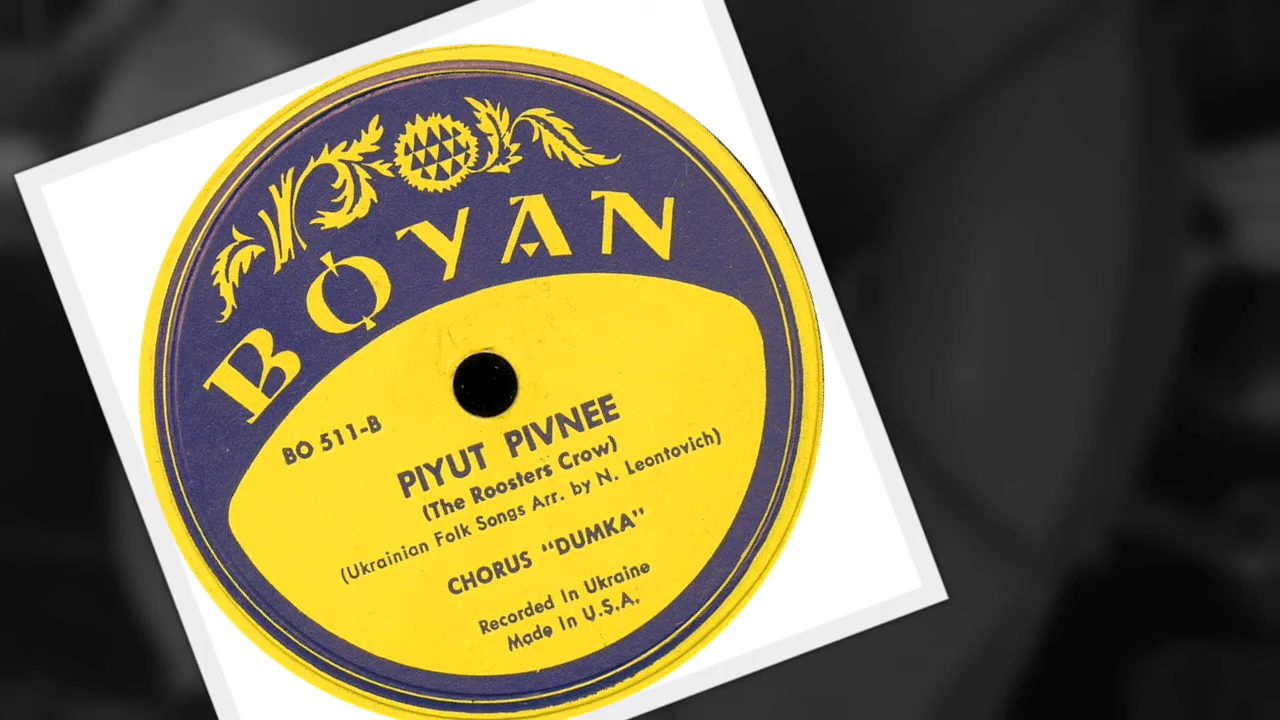 BOYAN
BO 511-B
PIYUT PIVNEE
(The Roosters Crow)
(Ukrainian Folk Songs Arr. by N. Leontovich)
CHORUS "DUMKA"
Recorded In Ukraine
Made In U.S.A.